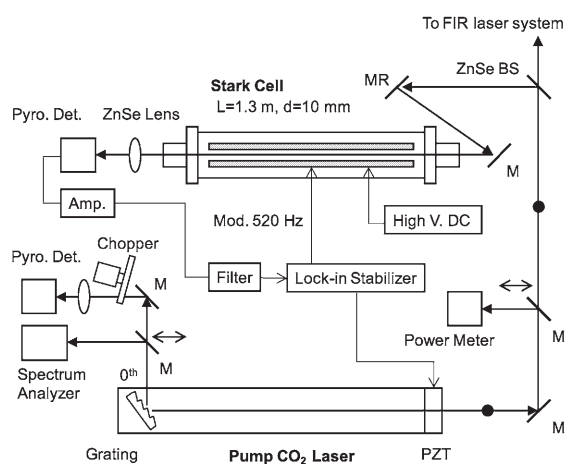 To FIR laser system
ZnSe BS
MR
Stark Cell
L=1.3 m, d=10 mm
Pyro. Det.
ZnSe Lens
M
Amp.
Mod. 520 Hz
High V. DC
Pyro. Det.
Chopper
M
Filter
Lock-in Stabilizer
Power Meter
M
M
Spectrum
Analyzer
0th
M
Grating
Pump CO2 Laser
PZT